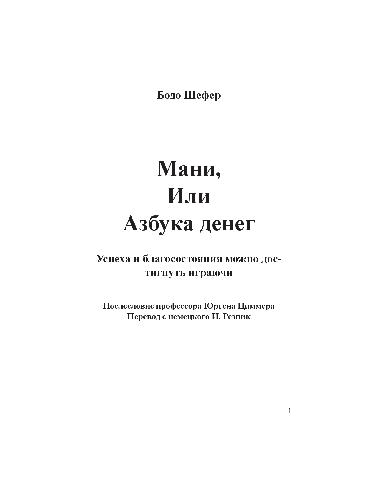 Бодо Шефер
Мани,
Или
Азбука денег
Успеха и благосостояния можно дос-
тигнуть играючи
Послесловие профессора Юргена Циммера
Перевод с немецкого И. Резник
1